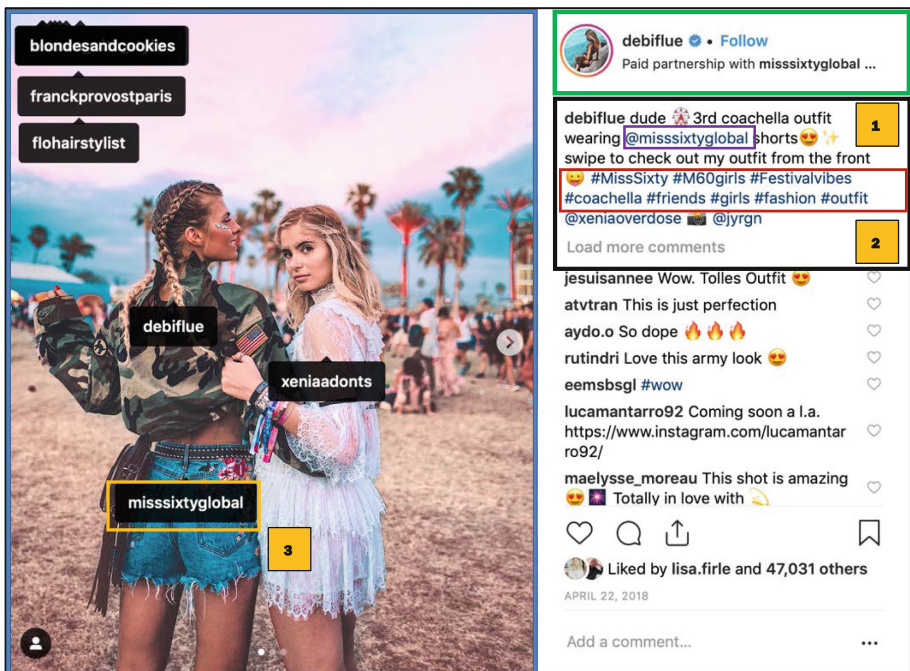 blondesandcookies
franckprovostparis
flohairstylist
debiflue
xeniaadonts
misssixtyglobal
3
debiflue • Follow
Paid partnership with misssixtyglobal ...
debiflue dude 🎡 3rd coachella outfit
1
wearing @misssixtyglobal shorts😍✨
swipe to check out my outfit from the front
😛 #MissSixty #M60girls #Festivalvibes
#coachella #friends #girls #fashion #outfit
@xeniaoverdose 📸 @jyrgn
Load more comments
2
jesuisannee Wow. Tolles Outfit 😍
atvtran This is just perfection
aydo.o So dope 🔥🔥🔥
rutindri Love this army look 😍
eemsbsgl #wow
lucamantarro92 Coming soon a l.a.
https://www.instagram.com/lucamantar
ro92/
maelysse_moreau This shot is amazing
😍🎆 Totally in love with 💫
Liked by lisa.firle and 47,031 others
APRIL 22, 2018
Add a comment...